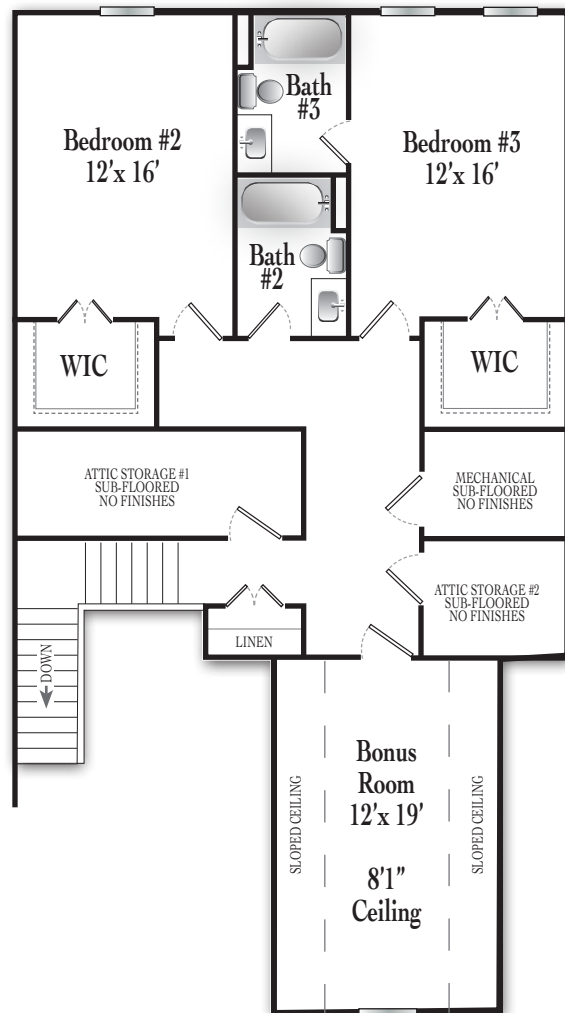 Bath
#3
Bedroom #2
12'x 16'
Bedroom #3
12'x 16'
Bath
#2
WIC
WIC
ATTIC STORAGE #1
SUB-FLOORED
NO FINISHES
MECHANICAL
SUB-FLOORED
NO FINISHES
ATTIC STORAGE #2
SUB-FLOORED
NO FINISHES
LINEN
DOWN
Bonus
Room
12'x 19'
8'1"
Ceiling
SLOPED CEILING
SLOPED CEILING